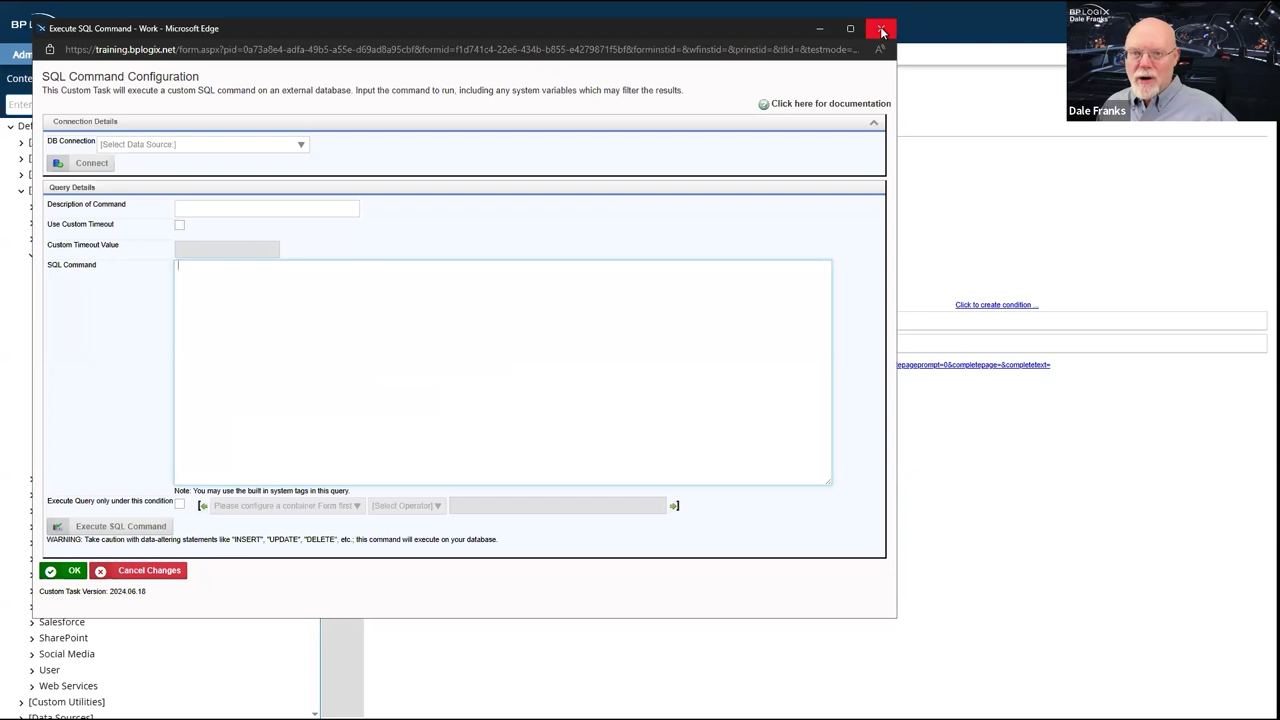 BP L
Execute SQL Command - Work - Microsoft Edge
https://training.bplogix.net/form.aspx?pid=0a73a8e4-adfa-49b5-a55e-d69ad8a95cbf&formid=f1d741c4-22e6-434b-b855-e4279871f5bf&forminstid=&wfinstid=&prinstid=&tlid=&testmode=...
BP LOGIX
Dale Franks
Dale Franks
Adm
Conte
Enter
Def
SQL Command Configuration
This Custom Task will execute a custom SQL command on an external database. Input the command to run, including any system variables which may filter the results.
Click here for documentation
Connection Details
DB Connection
[Select Data Source:]
Connect
Query Details
Description of Command
Use Custom Timeout
Custom Timeout Value
SQL Command
Note: You may use the built in system tags in this query.
Execute Query only under this condition
Please configure a container Form first
[Select Operator]
Execute SQL Command
WARNING: Take caution with data-altering statements like "INSERT", "UPDATE", "DELETE", etc.; this command will execute on your database.
OK
Cancel Changes
Custom Task Version: 2024.06.18
Click to create condition ...
epageprompt=0&completepage=&completetext=
Salesforce
SharePoint
Social Media
User
Web Services
[Custom Utilities]
[Data Sources]